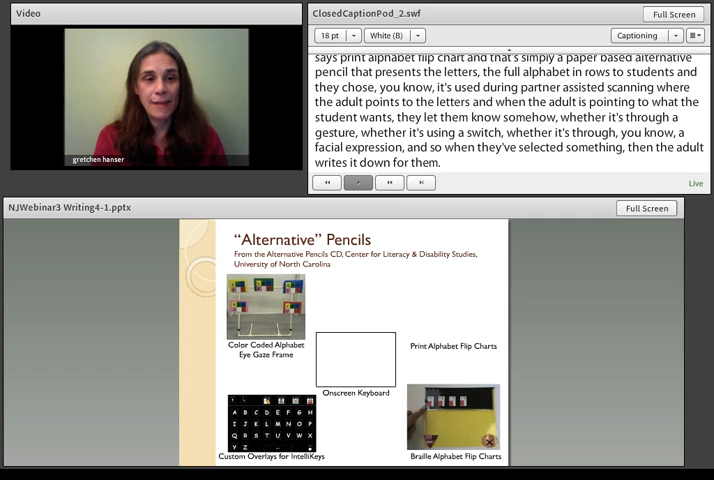 Video
gretchen hanser
ClosedCaptionPod_2.swf
Full Screen
18 pt
White (B)
Captioning
says print alphabet flip chart and that's simply a paper based alternative
pencil that presents the letters, the full alphabet in rows to students and
they chose, you know, it's used during partner assisted scanning where
the adult points to the letters and when the adult is pointing to what the
student wants, they let them know somehow, whether it's through a
gesture, whether it's using a switch, whether it's through, you know, a
facial expression, and so when they've selected something, then the adult
writes it down for them.
Live
NJWebinar3 Writing4-1.pptx
Full Screen
“Alternative” Pencils
From the Alternative Pencils CD, Center for Literacy & Disability Studies,
University of North Carolina
Color Coded Alphabet
Eye Gaze Frame
Print Alphabet Flip Charts
Onscreen Keyboard
A B C D E F G H
I J K L M N O P
Q R S T U V W X
Y Z
Custom Overlays for IntelliKeys
Braille Alphabet Flip Charts